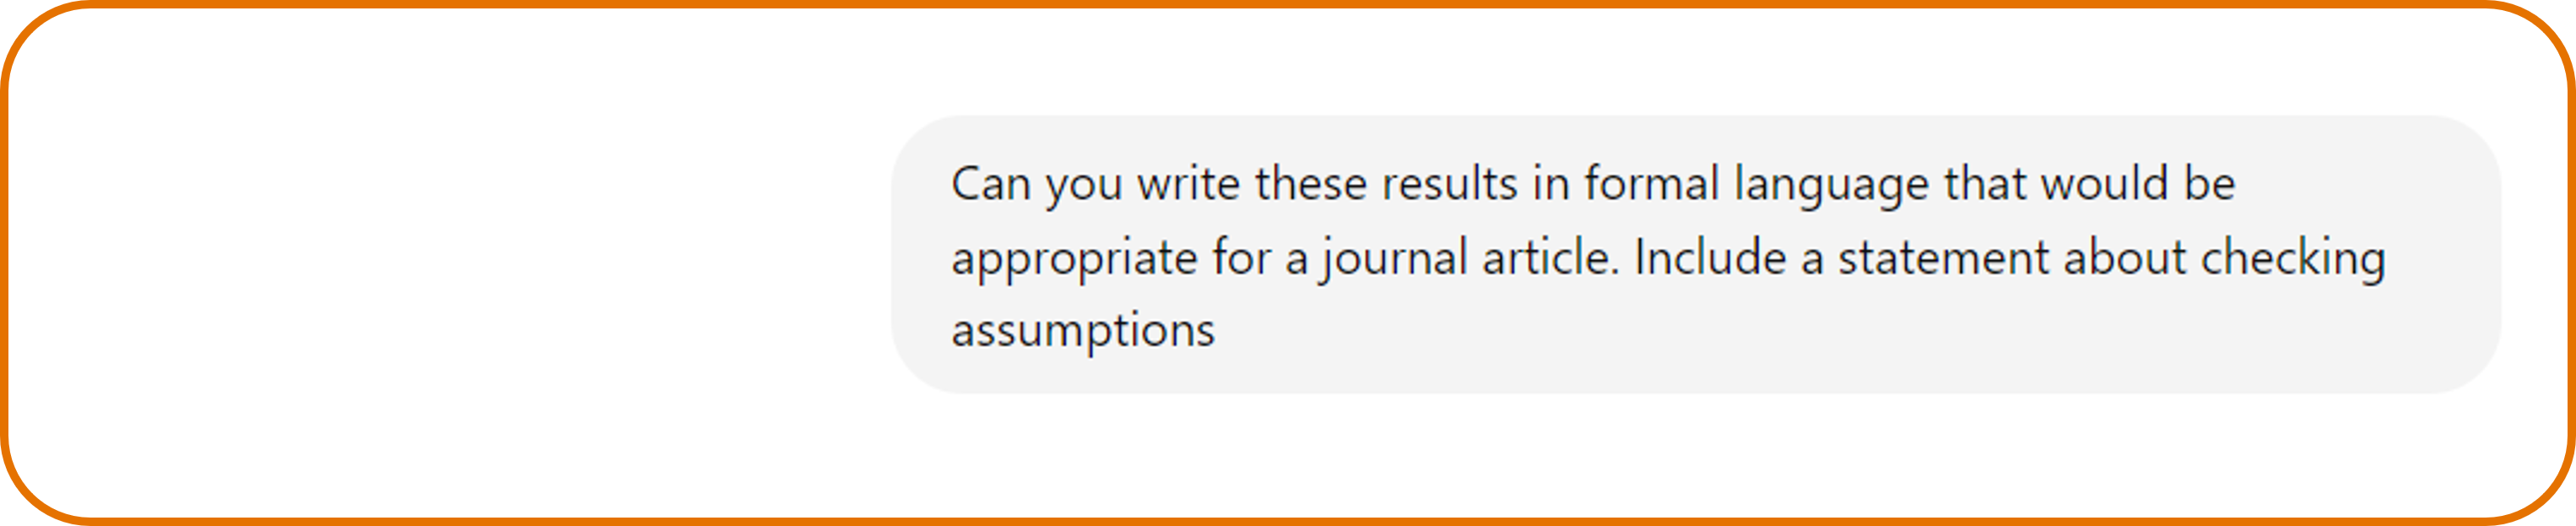 Can you write these results in formal language that would be
appropriate for a journal article. Include a statement about checking
assumptions